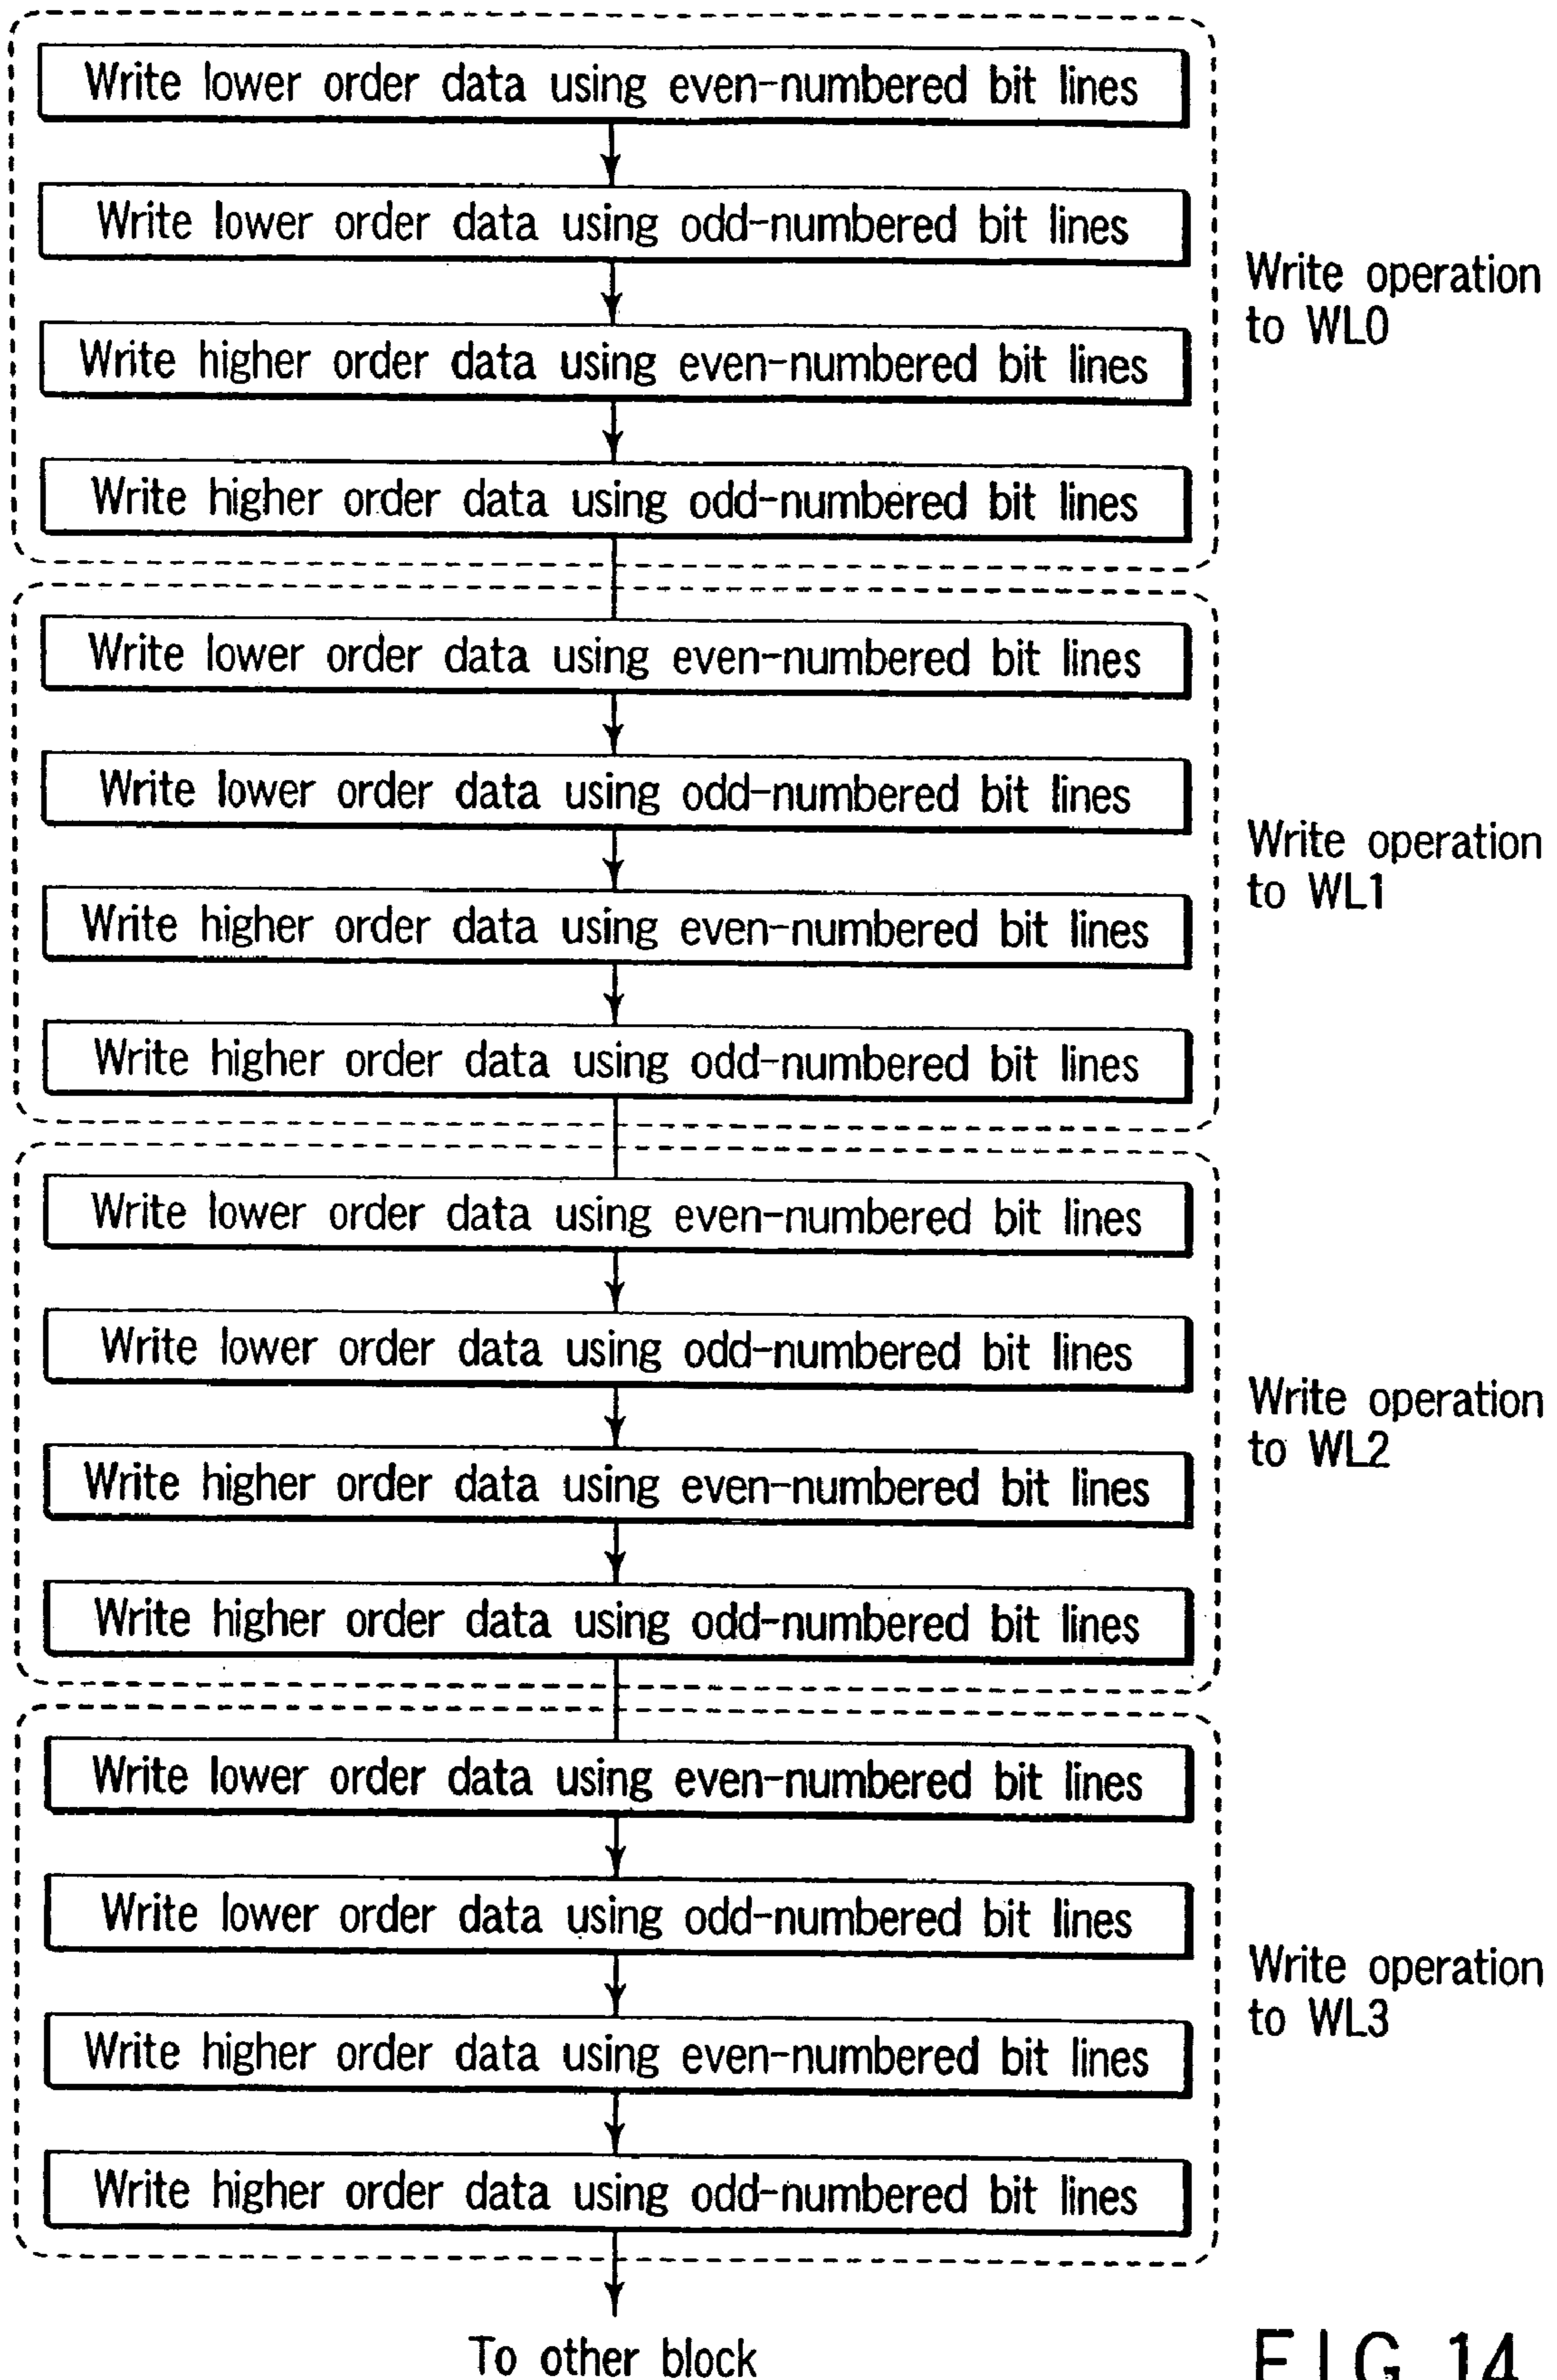 Write lower order data using even-numbered bit lines
Write lower order data using odd-numbered bit lines
Write higher order data using even-numbered bit lines
Write higher order data using odd-numbered bit lines
Write operation
to WL0
Write lower order data using even-numbered bit lines
Write lower order data using odd-numbered bit lines
Write higher order data using even-numbered bit lines
Write higher order data using odd-numbered bit lines
Write operation
to WL1
Write lower order data using even-numbered bit lines
Write lower order data using odd-numbered bit lines
Write higher order data using even-numbered bit lines
Write higher order data using odd-numbered bit lines
Write operation
to WL2
Write lower order data using even-numbered bit lines
Write lower order data using odd-numbered bit lines
Write higher order data using even-numbered bit lines
Write higher order data using odd-numbered bit lines
Write operation
to WL3
To other block
FIG. 14